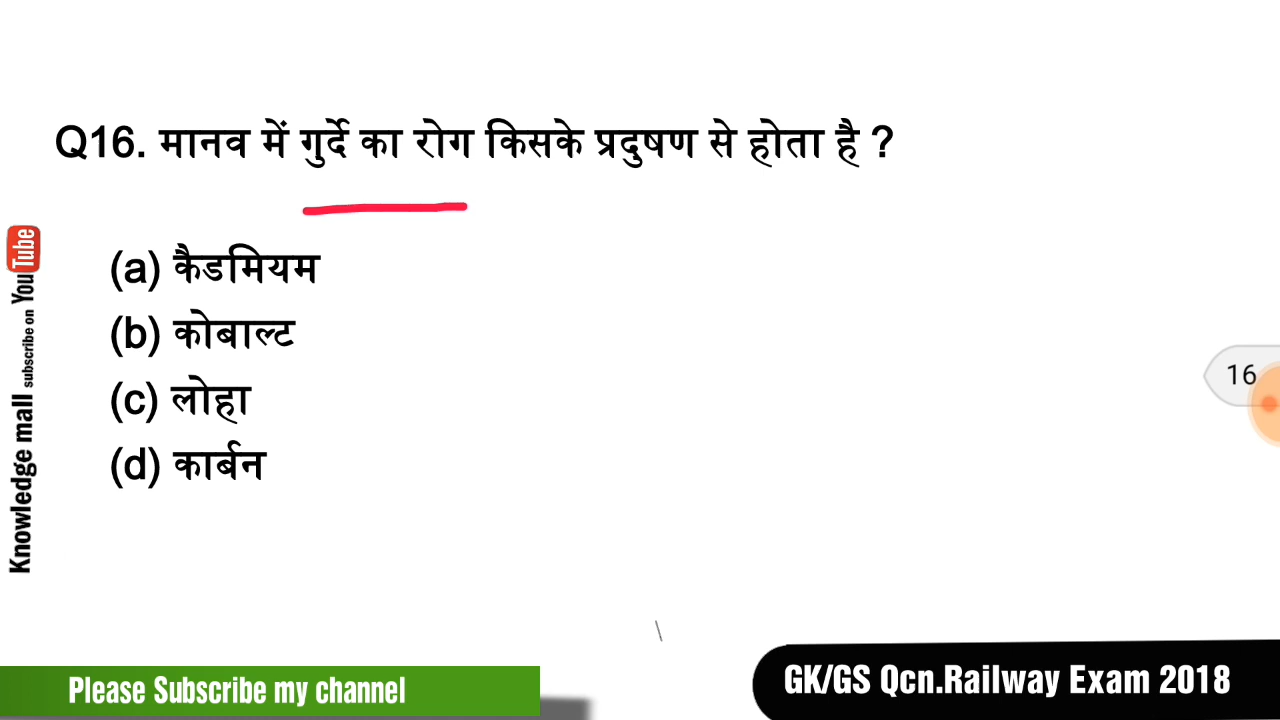 Q16. मानव में गुर्दे का रोग किसके प्रदुषण से होता है ?
(a) कैडमियम
(b) कोबाल्ट
(c) लोहा
(d) कार्बन
16
Knowledge mall subscribe on YouTube
Please Subscribe my channel
GK/GS Qcn.Railway Exam 2018